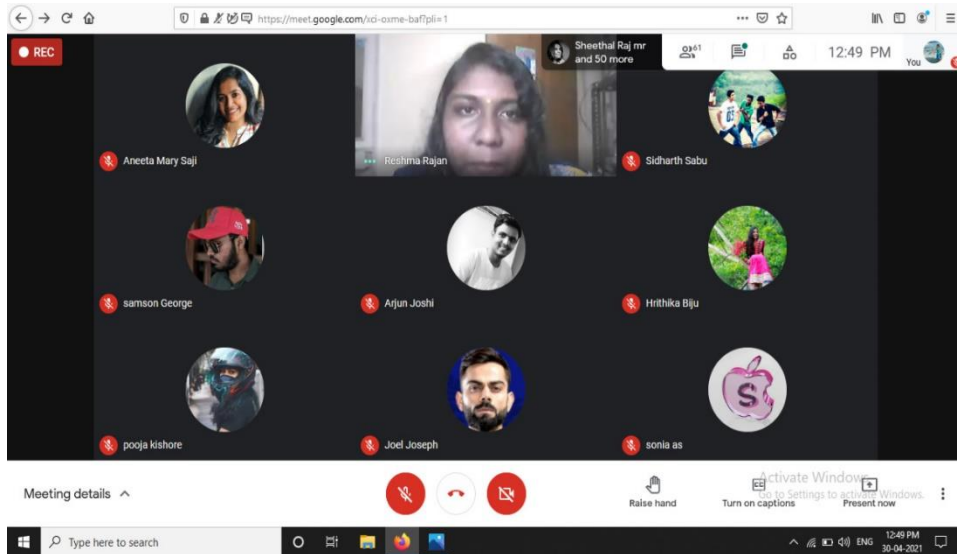 https://meet.google.com/xci-osme-baf?pli=1
REC
Sheethal Raj mr
and 50 more
61
12:49 PM
You
Aneeta Mary Saji
Reshma Rajan
Sidharth Sabu
samson George
Arjun Joshi
Hrithika Biju
pooja kishore
Joel Joseph
S
sonia as
Meeting details
Raise hand
Turn on captions
Present now
Activate Windows
Go to Settings to activate Windows.
Type here to search
ENG
12:49 PM
30-04-2021